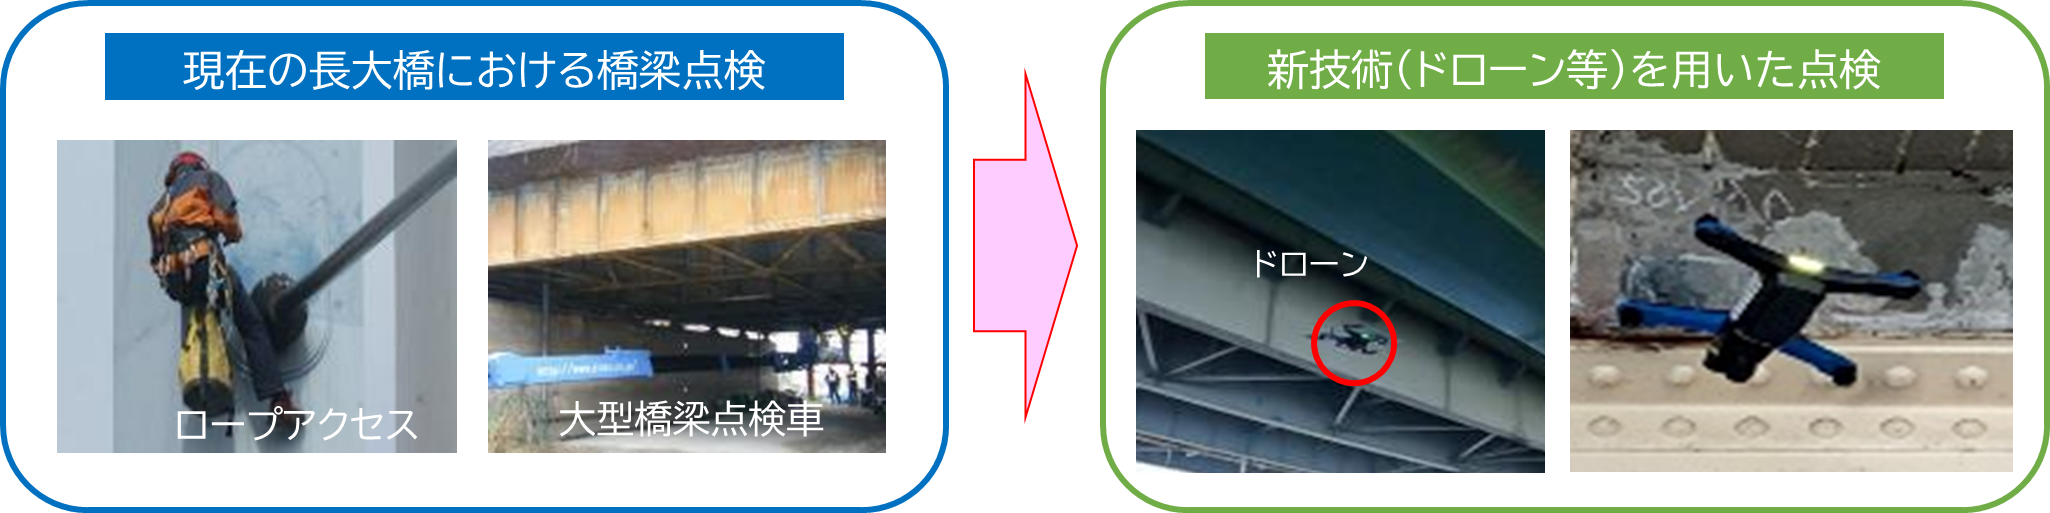 現在の長大橋における橋梁点検
ロープアクセス
大型橋梁点検車
新技術(ドローン等)を用いた点検
ドローン